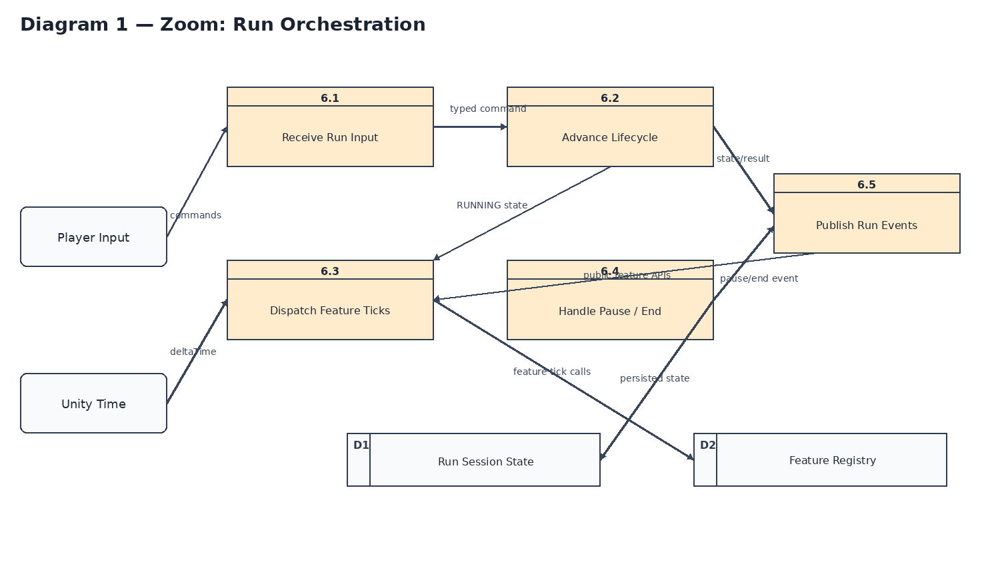 Diagram 1 — Zoom: Run Orchestration
6.1
Receive Run Input
typed command
6.2
Advance Lifecycle
state/result
6.5
Publish Run Events
Player Input
commands
RUNNING state
6.3
Dispatch Feature Ticks
6.4
public feature APIs
Handle Pause / End
pause/end event
deltaTime
Unity Time
feature tick calls
persisted state
D1
Run Session State
D2
Feature Registry